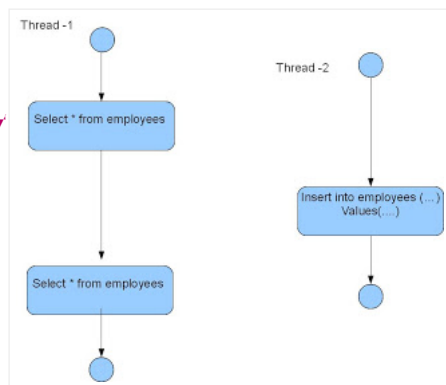 Thread -1
Thread -2
Select * from employees
Insert into employees (...)
Values(....)
Select * from employees